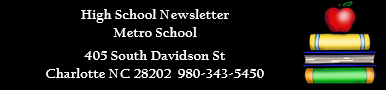 High School Newsletter
Metro School
405 South Davidson St
Charlotte NC 28202  980-343-5450